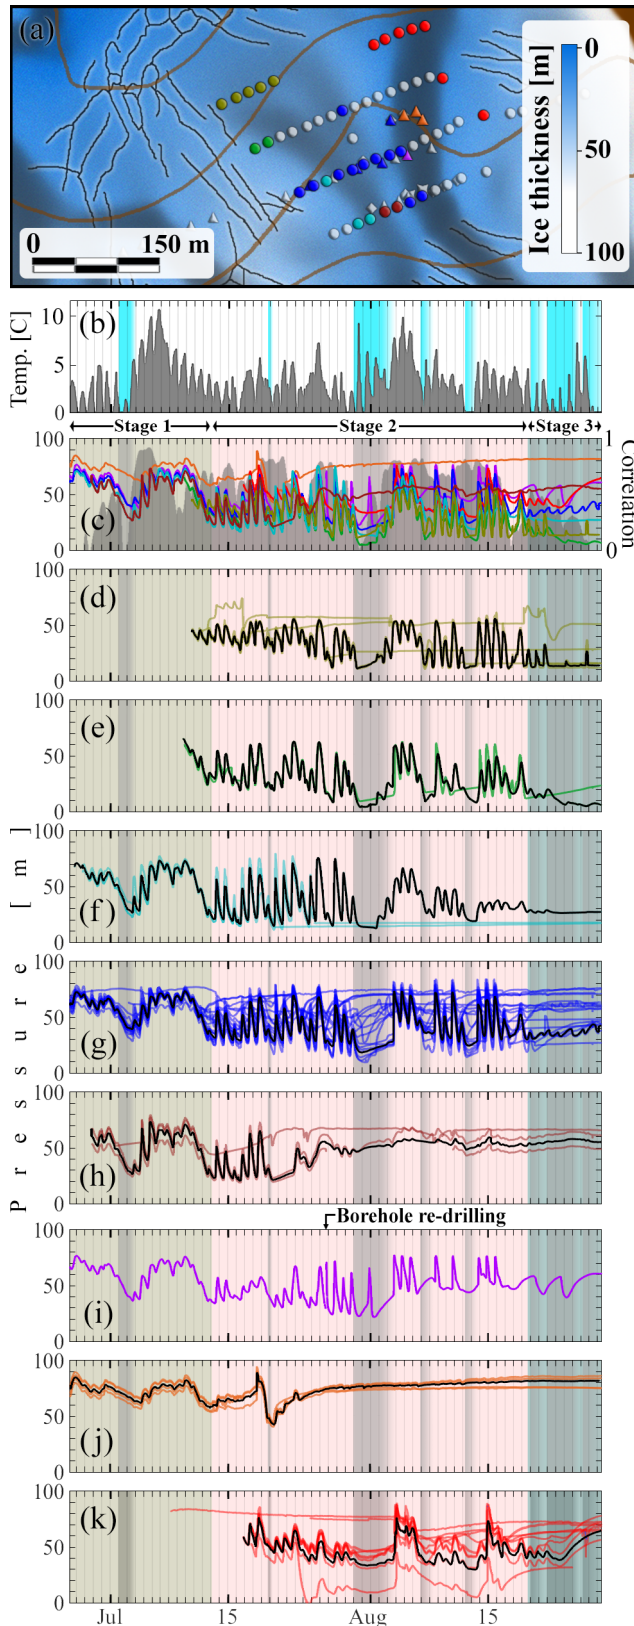 (a)
0 150 m
Ice thickness [m]
0
50
100
(b)
Temp. [C]
10
5
0
Stage 1 Stage 2 Stage 3
(c)
100
50
0
1
0
Correlation
(d)
100
50
0
(e)
100
50
0
(f)
100
50
0
(g)
100
50
0
(h)
100
50
0
Borehole re-drilling
(i)
100
50
0
(j)
100
50
0
(k)
100
50
0
Pressure [m]
Jul 15 Aug 15